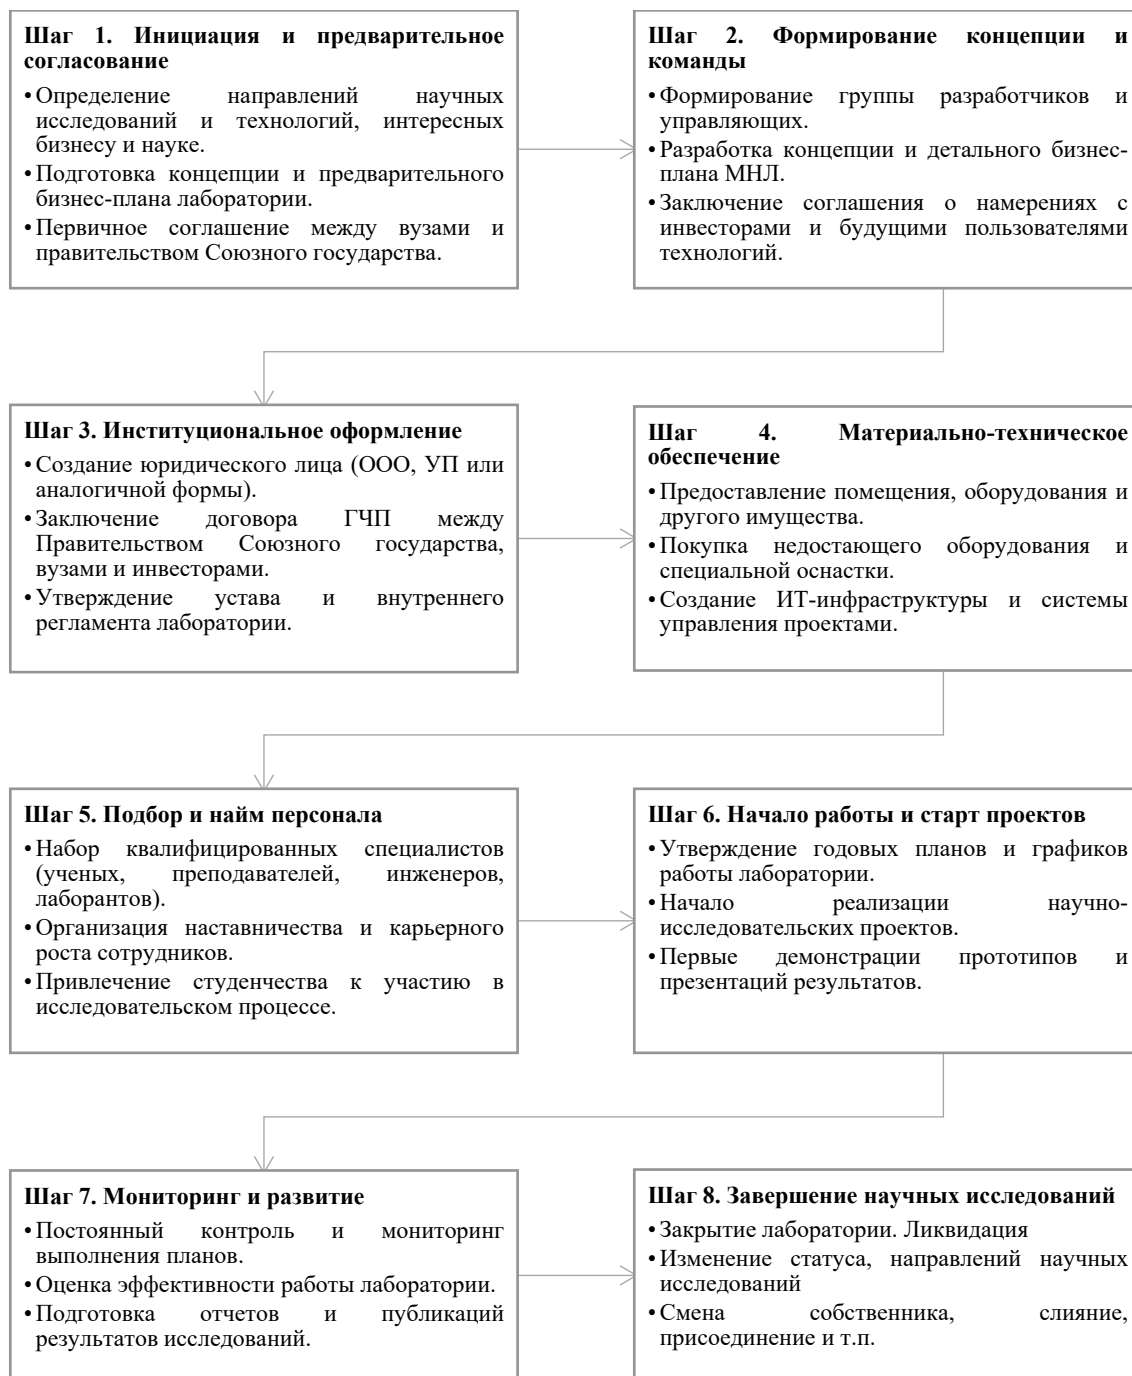 Шаг 1. Инициация и предварительное
согласование
• Определение направлений научных
исследований и технологий, интересных
бизнесу и науке.
• Подготовка концепции и предварительного
бизнес-плана лаборатории.
• Первичное соглашение между вузами и
правительством Союзного государства.
Шаг 2. Формирование концепции и
команды
• Формирование группы разработчиков и
управляющих.
• Разработка концепции и детального бизнес-
плана МНЛ.
• Заключение соглашения о намерениях с
инвесторами и будущими пользователями
технологий.
Шаг 3. Институциональное оформление
• Создание юридического лица (ООО, УП или
аналогичной формы).
• Заключение договора ГЧП между
Правительством Союзного государства,
вузами и инвесторами.
• Утверждение устава и внутреннего
регламента лаборатории.
Шаг 4. Материально-техническое
обеспечение
• Предоставление помещения, оборудования и
другого имущества.
• Покупка недостающего оборудования и
специальной оснастки.
• Создание ИТ-инфраструктуры и системы
управления проектами.
Шаг 5. Подбор и найм персонала
• Набор квалифицированных специалистов
(ученых, преподавателей, инженеров,
лаборантов).
• Организация наставничества и карьерного
роста сотрудников.
• Привлечение студенчества к участию в
исследовательском процессе.
Шаг 6. Начало работы и старт проектов
• Утверждение годовых планов и графиков
работы лаборатории.
• Начало реализации научно-
исследовательских проектов.
• Первые демонстрации прототипов и
презентаций результатов.
Шаг 7. Мониторинг и развитие
• Постоянный контроль и мониторинг
выполнения планов.
• Оценка эффективности работы лаборатории.
• Подготовка отчетов и публикаций
результатов исследований.
Шаг 8. Завершение научных исследований
• Закрытие лаборатории. Ликвидация
• Изменение статуса, направлений научных
исследований
• Смена собственника, слияние,
присоединение и т.п.